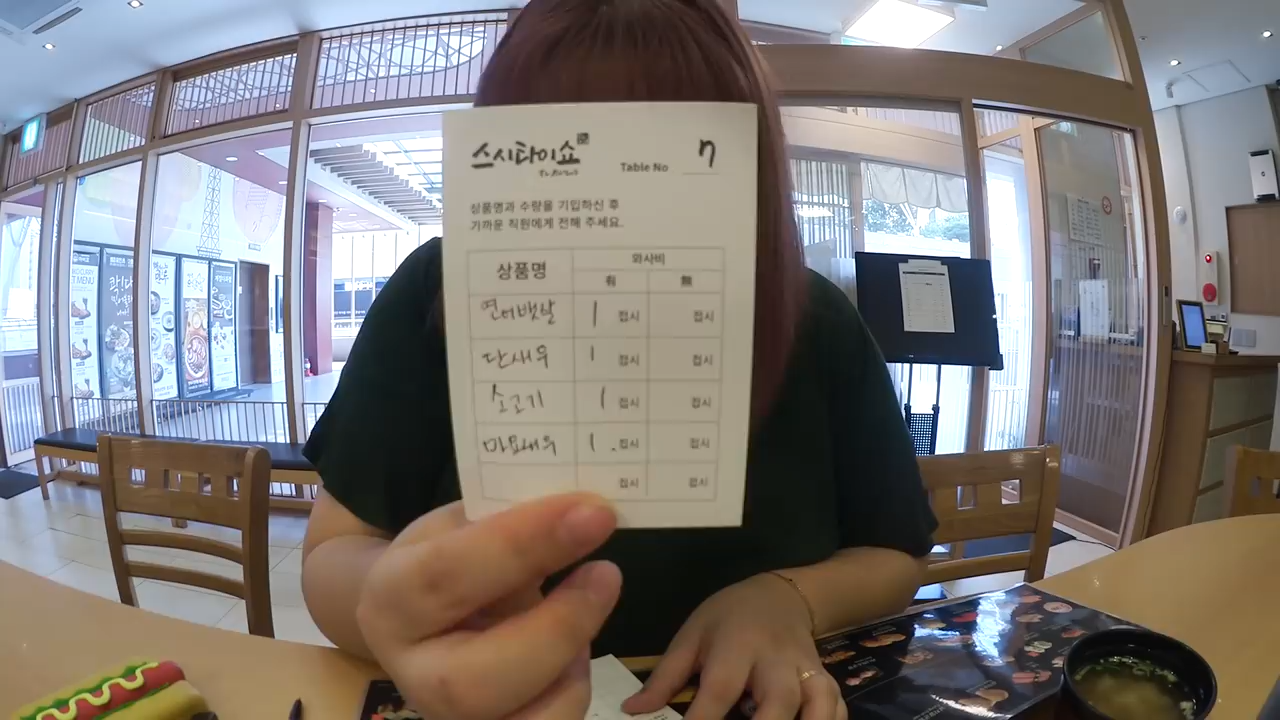 스시타이쇼
Table No 7
상품명과 수량을 기입하신 후
가까운 직원에게 전해 주세요.
상품명 와사비
有 無
연어뱃살 1 접시 접시
단새우 1 접시 접시
소고기 1 접시 접시
마요새우 1 접시 접시
접시 접시